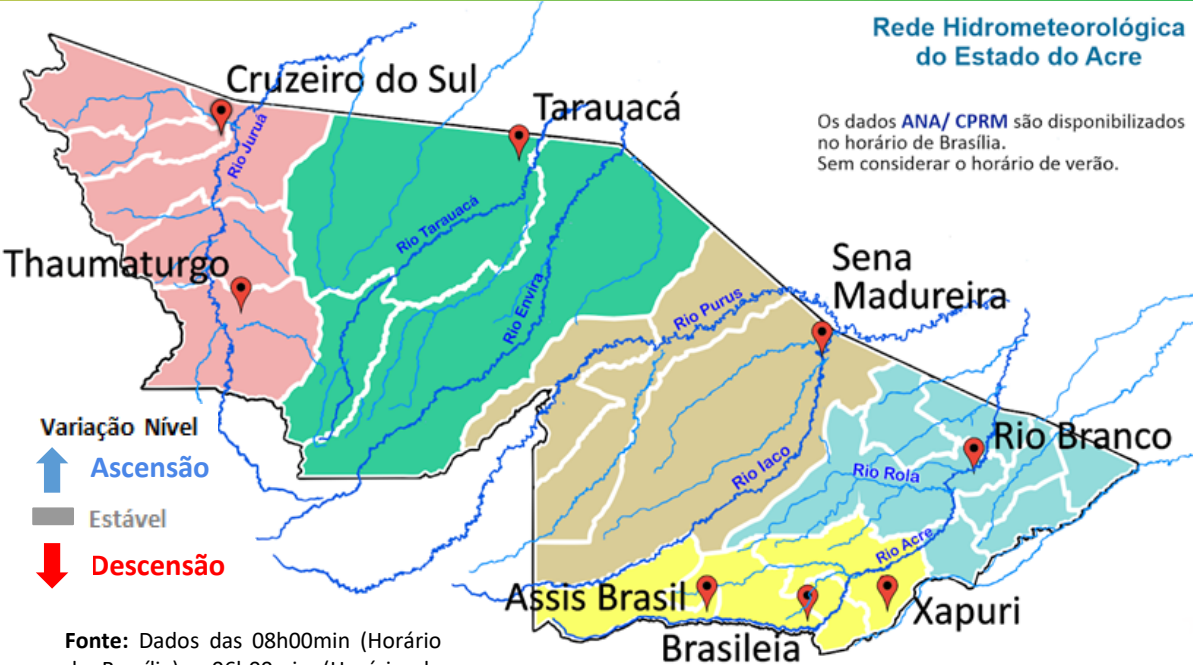 Rede Hidrometeorológica
do Estado do Acre
Os dados ANA/ CPRM são disponibilizados
no horário de Brasília.
Sem considerar o horário de verão.
Cruzeiro do Sul
Tarauacá
Rio Juruá
Rio Tarauacá
Thaumaturgo
Sena
Madureira
Rio Purus
Rio Envira
Variação Nível
Ascensão
Estável
Descensão
Rio Branco
Rio Iaco
Rio Rola
Rio Acre
Assis Brasil
Xapuri
Brasileia
Fonte: Dados das 08h00min (Horário